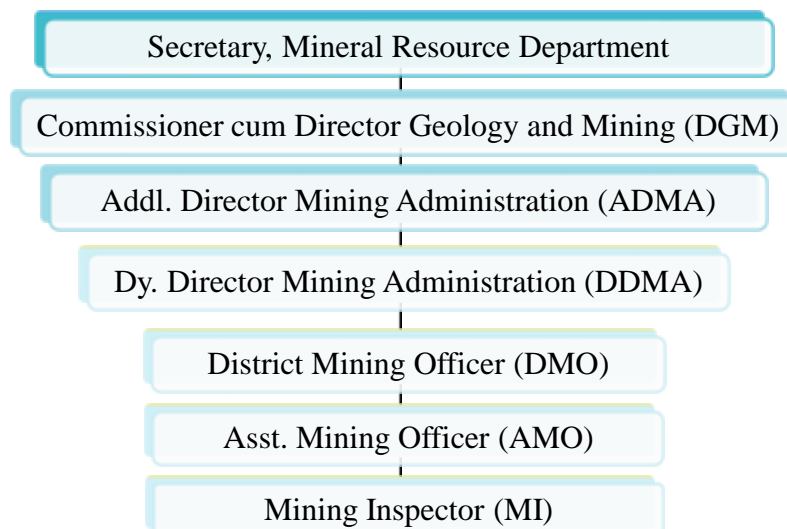 Secretary, Mineral Resource Department
Commissioner cum Director Geology and Mining (DGM)
Addl. Director Mining Administration (ADMA)
Dy. Director Mining Administration (DDMA)
District Mining Officer (DMO)
Asst. Mining Officer (AMO)
Mining Inspector (MI)